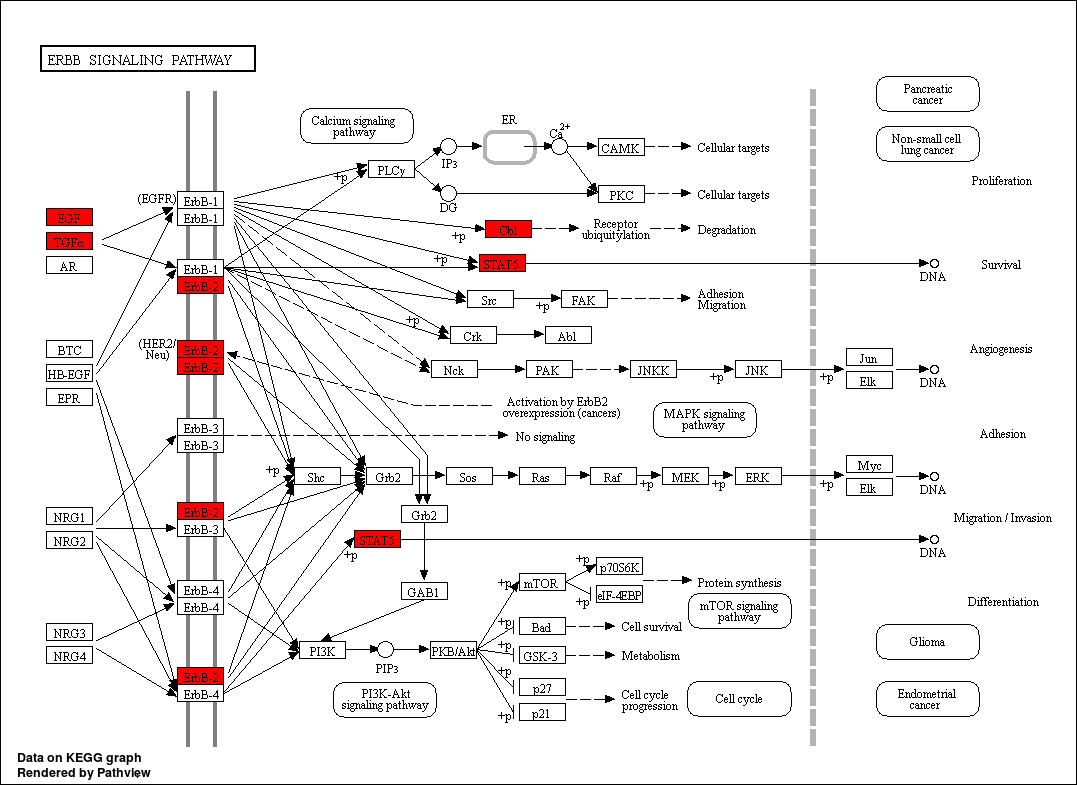 ERBB SIGNALING PATHWAY
Pancreatic
cancer
Calcium signaling
pathway
ER
Ca2+
Non-small cell
lung cancer
IP3
CAMK
Cellular targets
PLCγ
+p
Proliferation
DG
PKC
Cellular targets
(EGFR)
ErbB-1
ErbB-1
EGF
TGFα
AR
+p
Cbl
Receptor
ubiquitylation
Degradation
ErbB-1
ErbB-2
+p
STAT5
DNA
Survival
Src
+p
FAK
Adhesion
Migration
+p
Crk
Abl
BTC
HB-EGF
EPR
(HER2/
Neu)
ErbB-2
ErbB-2
Nck
PAK
JNKK
+p
JNK
+p
Jun
Elk
DNA
Angiogenesis
Activation by ErbB2
overexpression (cancers)
MAPK signaling
pathway
ErbB-3
ErbB-3
No signaling
Adhesion
+p
Shc
Grb2
Sos
Ras
Raf
+p
MEK
+p
ERK
+p
Myc
Elk
DNA
NRG1
NRG2
ErbB-2
ErbB-3
Grb2
Migration / Invasion
STAT5
+p
DNA
ErbB-4
ErbB-4
GAB1
+p
mTOR
+p
p70S6K
+p
eIF-4EBP
Protein synthesis
mTOR signaling
pathway
Differentiation
NRG3
NRG4
+p
Bad
Cell survival
Glioma
PI3K
PIP3
PKB/Akt
+p
GSK-3
Metabolism
ErbB-2
ErbB-4
PI3K-Akt
signaling pathway
+p
p27
+p
p21
Cell cycle
progression
Cell cycle
Endometrial
cancer
Data on KEGG graph
Rendered by Pathview